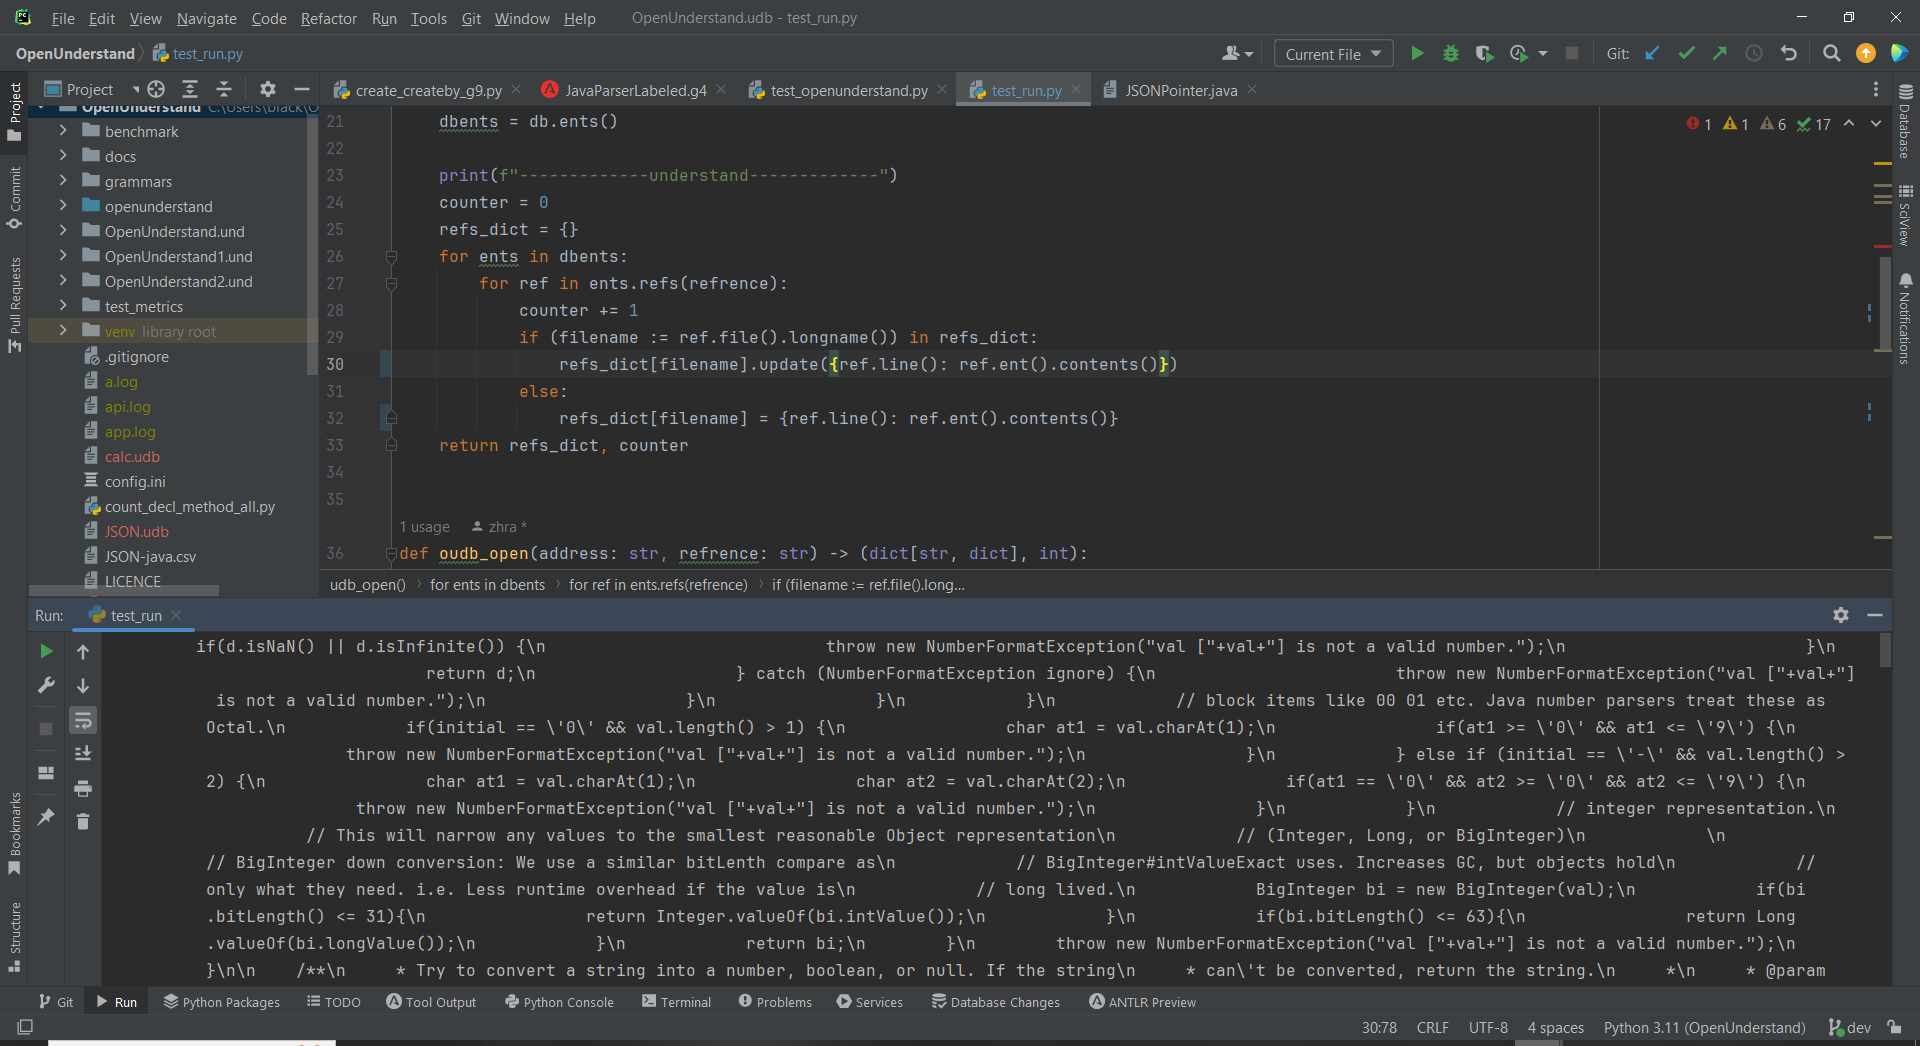 File Edit View Navigate Code Refactor Run Tools Git Window Help OpenUnderstand.udb - test_run.py
OpenUnderstand test_run.py Current File Git:
Project
create_createby_g9.py JavaParserLabeled.g4 test_openunderstand.py test_run.py JSONPointer.java
OpenUnderstand
benchmark
docs
grammars
openunderstand
OpenUnderstand.und
OpenUnderstand1.und
OpenUnderstand2.und
test_metrics
venv library root
.gitignore
a.log
api.log
app.log
calc.udb
config.ini
count_decl_method_all.py
JSON.udb
JSON-java.csv
LICENCE
Project
Commit
Pull Requests
Bookmarks
Structure
1 1 6 17
21 dbents = db.ents()
22
23 print(f"-------------understand-------------")
24 counter = 0
25 refs_dict = {}
26 for ents in dbents:
27 for ref in ents.refs(refrence):
28 counter += 1
29 if (filename := ref.file().longname()) in refs_dict:
30 refs_dict[filename].update({ref.line(): ref.ent().contents()})
31 else:
32 refs_dict[filename] = {ref.line(): ref.ent().contents()}
33 return refs_dict, counter
34
35
1 usage zhra *
36 def oudb_open(address: str, refrence: str) -> (dict[str, dict], int):
udb_open() for ents in dbents for ref in ents.refs(refrence) if (filename := ref.file().long...
Database
SciView
Notifications
Run: test_run
if(d.isNaN() || d.isInfinite()) {\n throw new NumberFormatException("val ["+val+"] is not a valid number.");\n }\n
return d;\n } catch (NumberFormatException ignore) {\n throw new NumberFormatException("val ["+val+"]
is not a valid number.");\n }\n }\n }\n // block items like 00 01 etc. Java number parsers treat these as
Octal.\n if(initial == \'0\' && val.length() > 1) {\n char at1 = val.charAt(1);\n if(at1 >= \'0\' && at1 <= \'9\') {\n
throw new NumberFormatException("val ["+val+"] is not a valid number.");\n }\n } else if (initial == \'-\' && val.length() >
2) {\n char at1 = val.charAt(1);\n char at2 = val.charAt(2);\n if(at1 == \'0\' && at2 >= \'0\' && at2 <= \'9\') {\n
throw new NumberFormatException("val ["+val+"] is not a valid number.");\n }\n }\n // integer representation.\n
// This will narrow any values to the smallest reasonable Object representation\n // (Integer, Long, or BigInteger)\n \n
// BigInteger down conversion: We use a similar bitLenth compare as\n // BigInteger#intValueExact uses. Increases GC, but objects hold\n //
only what they need. i.e. Less runtime overhead if the value is\n // long lived.\n BigInteger bi = new BigInteger(val);\n if(bi
.bitLength() <= 31){\n return Integer.valueOf(bi.intValue());\n }\n if(bi.bitLength() <= 63){\n return Long
.valueOf(bi.longValue());\n }\n return bi;\n }\n throw new NumberFormatException("val ["+val+"] is not a valid number.");\n
}\n\n /**\n * Try to convert a string into a number, boolean, or null. If the string\n * can\'t be converted, return the string.\n *\n * @param
Git Run Python Packages TODO Tool Output Python Console Terminal Problems Services Database Changes ANTLR Preview
30:78 CRLF UTF-8 4 spaces Python 3.11 (OpenUnderstand) dev